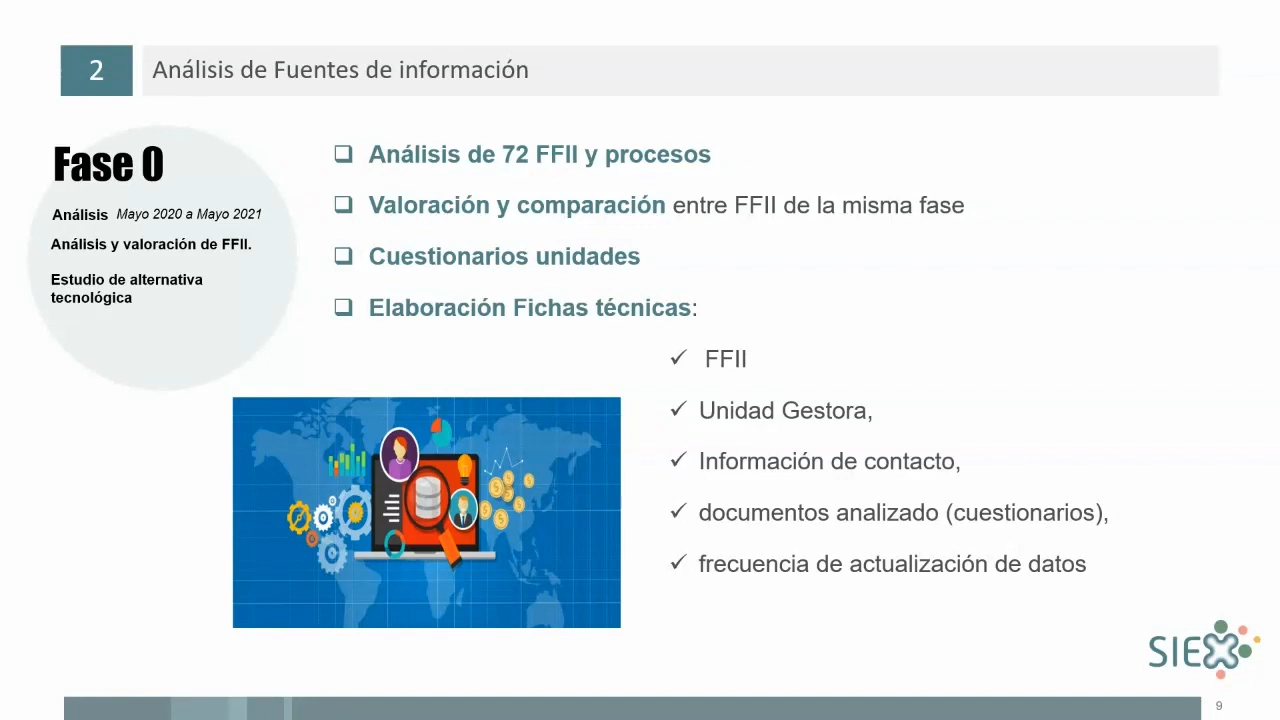 2
Análisis de Fuentes de información
Fase 0
Análisis Mayo 2020 a Mayo 2021
Análisis y valoración de FFII.
Estudio de alternativa
tecnológica
Análisis de 72 FFII y procesos
Valoración y comparación entre FFII de la misma fase
Cuestionarios unidades
Elaboración Fichas técnicas:
FFII
Unidad Gestora,
Información de contacto,
documentos analizado (cuestionarios),
frecuencia de actualización de datos
SIEX
9